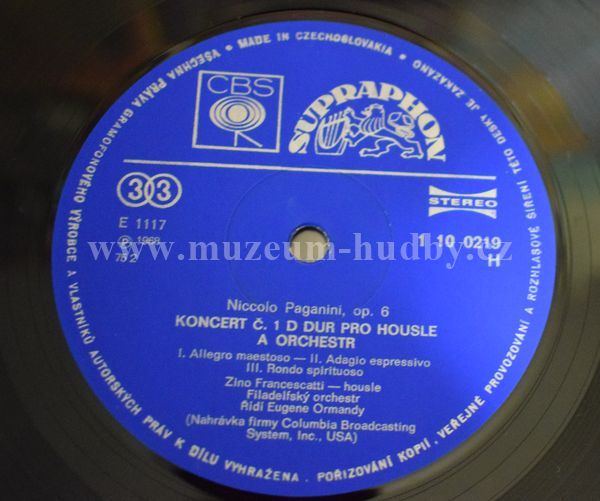 MADE IN CZECHOSLOVAKIA • VŠECHNA PRÁVA GRAMOFONOVÉHO VÝROBCE A VLASTNÍKŮ AUTORSKÝCH PRÁV K DÍLU VYHRAŽENA. POŘIZOVÁNÍ KOPIÍ, VEŘEJNÉ PROVOZOVÁNÍ A ROZHLASOVÉ ŠÍŘENÍ TÉTO DESKY JE ZAKÁZÁNO
CBS
SUPRAPHON
33
STEREO
E 1117
1 10 0219
℗ 1968
H
75 2
www.muzeum-hudby.cz
Niccolo Paganini, op. 6
KONCERT Č. 1 D DUR PRO HOUSLE
A ORCHESTR
I. Allegro maestoso — II. Adagio espressivo
III. Rondo spirituoso
Zino Francescatti — housle
Filadelfský orchestr
Řídí Eugene Ormandy
(Nahrávka firmy Columbia Broadcasting
System, Inc., USA)